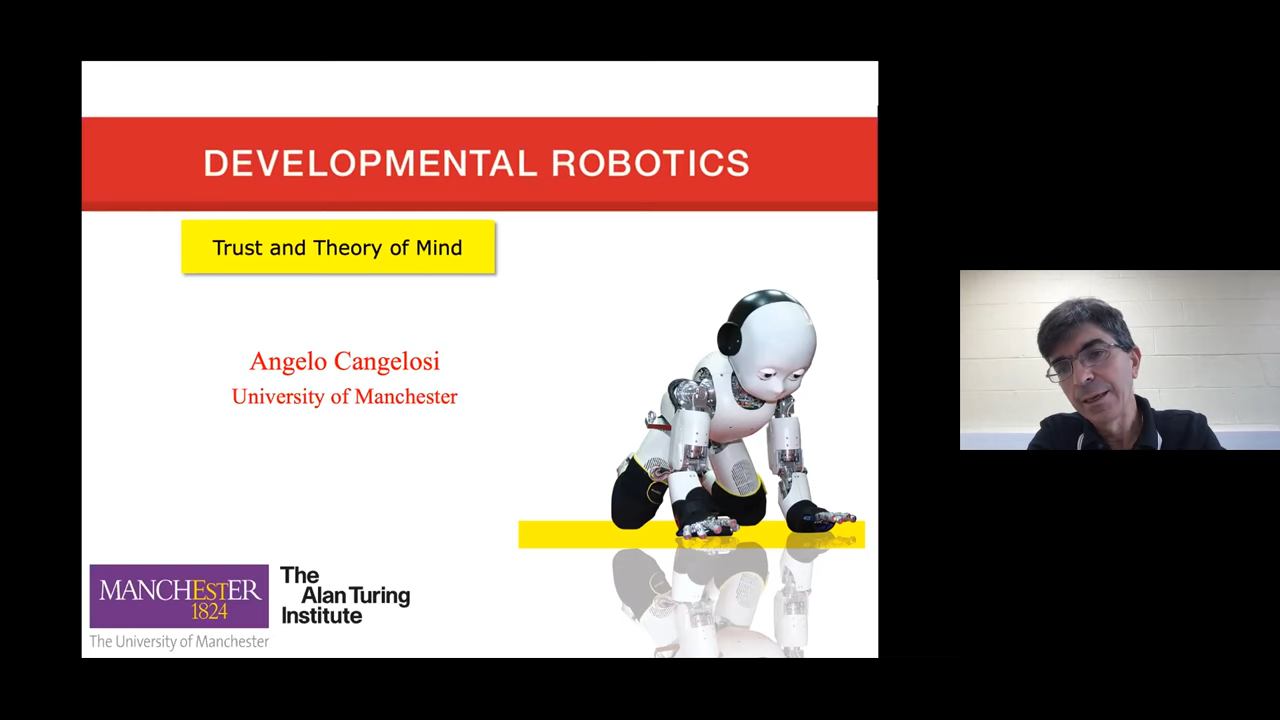 DEVELOPMENTAL ROBOTICS
Trust and Theory of Mind
Angelo Cangelosi
University of Manchester
MANCHESTER
1824
The University of Manchester
The
Alan Turing
Institute